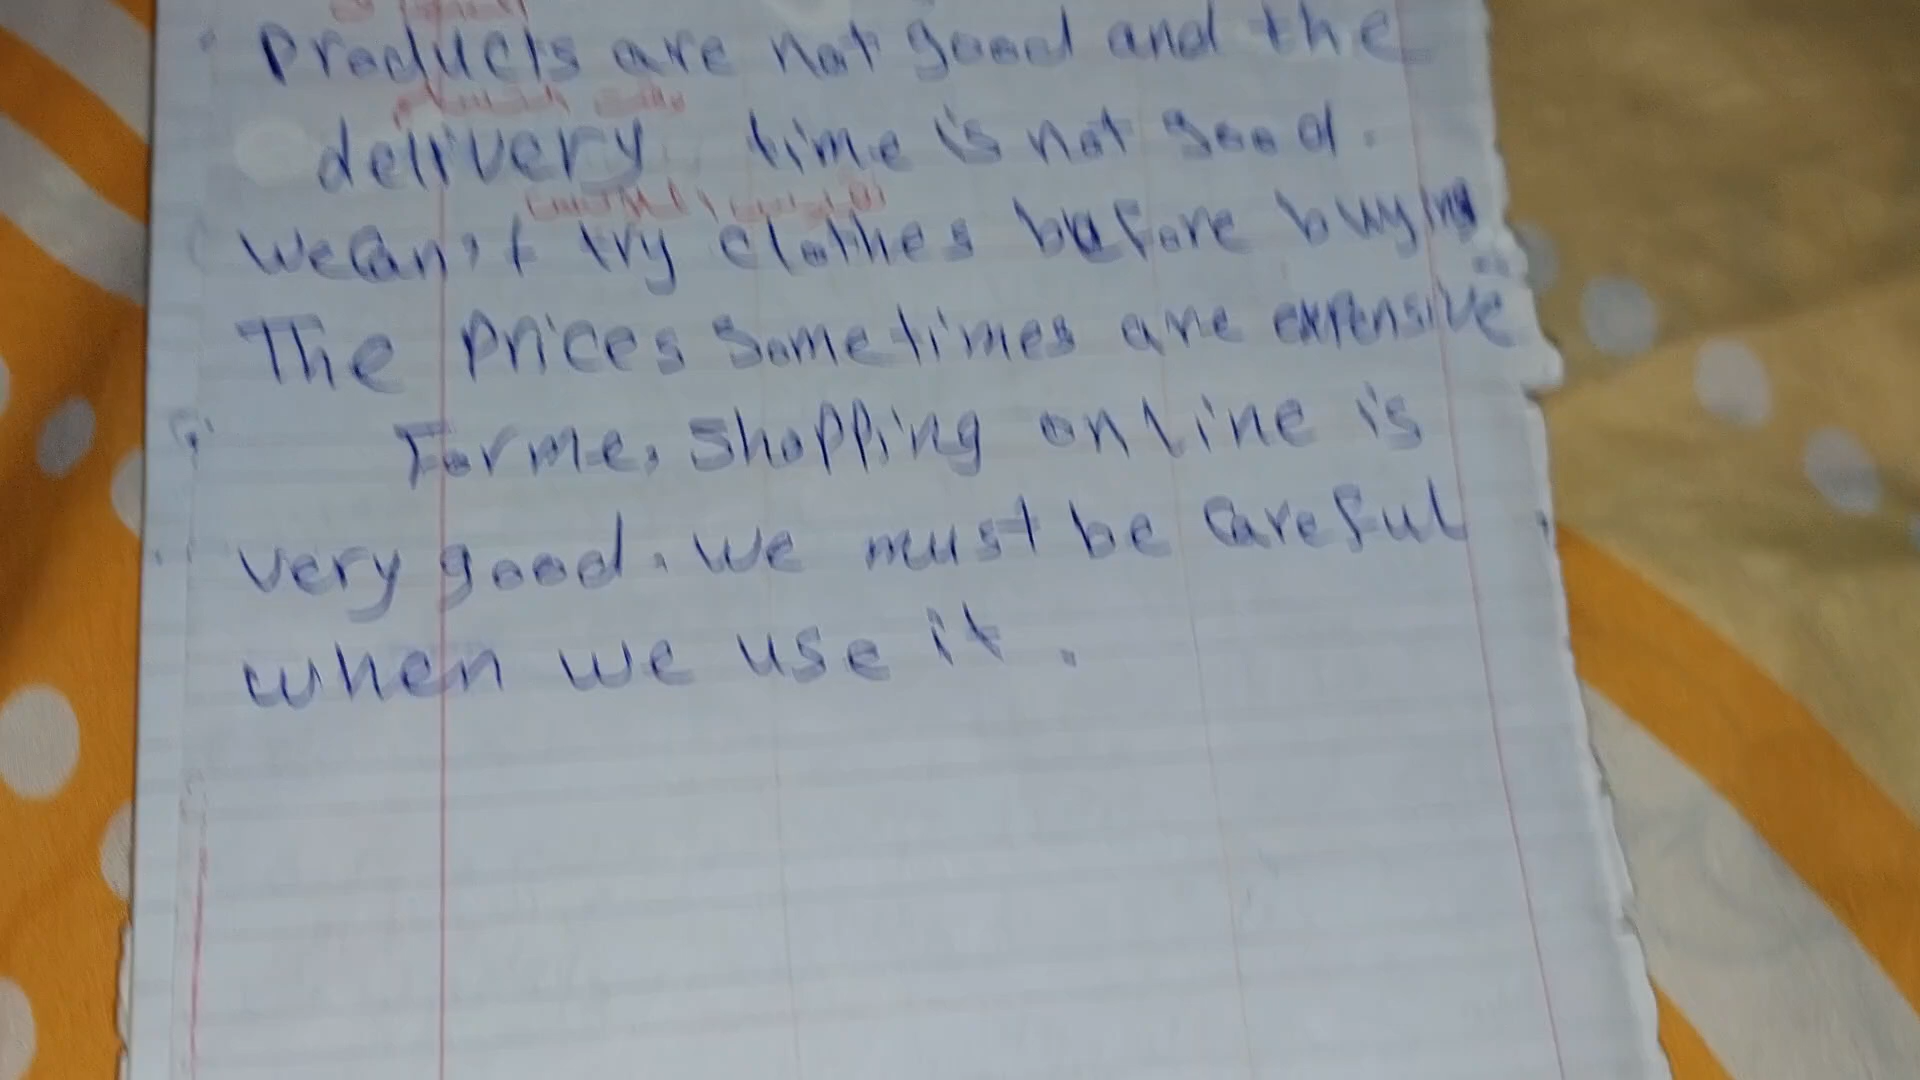 Products are not good and the
delivery time is not good.
we can't try clothes before buying
The prices sometimes are expensive
For me, shopping online is
very good. we must be careful
when we use it.